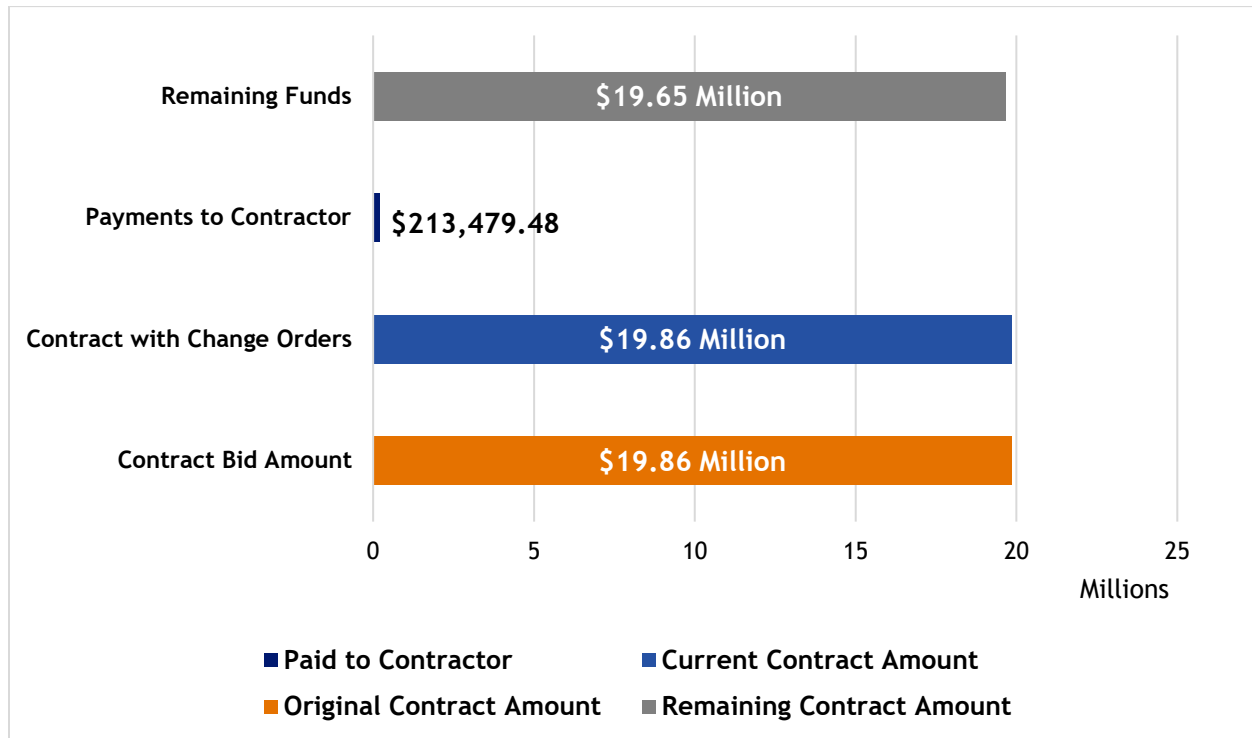 Remaining Funds
$19.65 Million
Payments to Contractor
$213,479.48
Contract with Change Orders
$19.86 Million
Contract Bid Amount
$19.86 Million
0 5 10 15 20 25
Millions
Paid to Contractor Current Contract Amount
Original Contract Amount Remaining Contract Amount